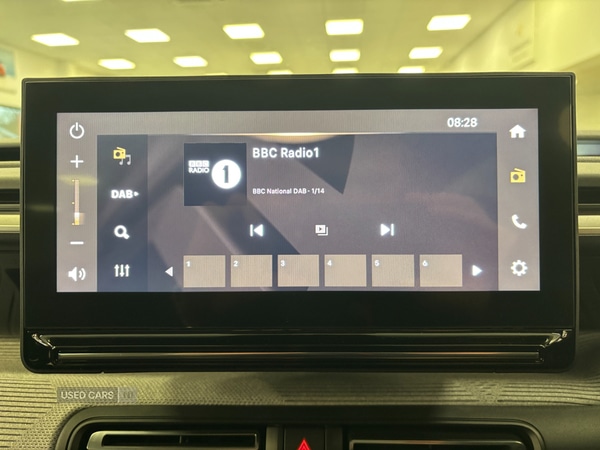 08:28
BBC Radio1
BBC
RADIO
1
DAB
BBC National DAB - 1/14
1 2 3 4 5 6
USED CARS NI